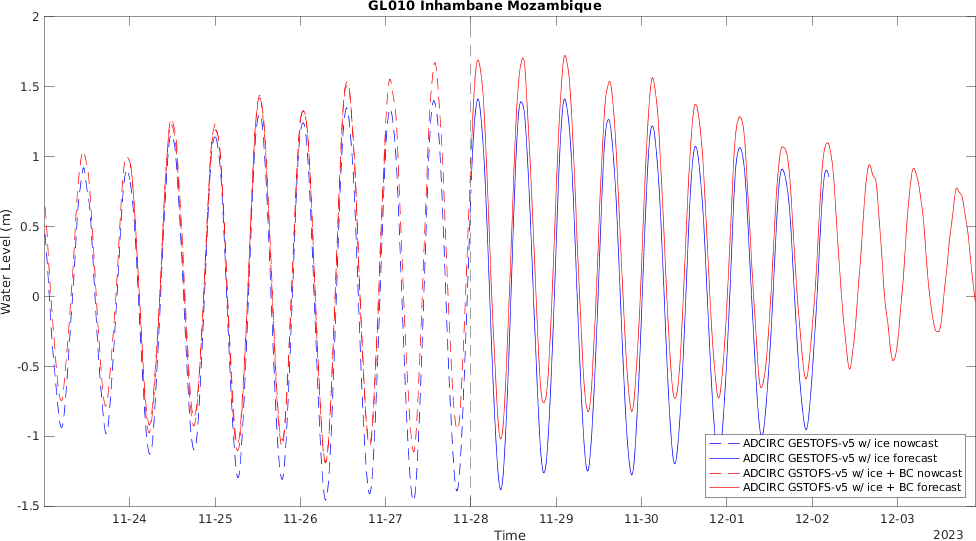 GL010 Inhambane Mozambique
2
1.5
1
0.5
0
-0.5
-1
-1.5
Water Level (m)
ADCIRC GESTOFS-v5 w/ ice nowcast
ADCIRC GESTOFS-v5 w/ ice forecast
ADCIRC GSTOFS-v5 w/ ice + BC nowcast
ADCIRC GSTOFS-v5 w/ ice + BC forecast
11-24 11-25 11-26 11-27 11-28 11-29 11-30 12-01 12-02 12-03
Time
2023